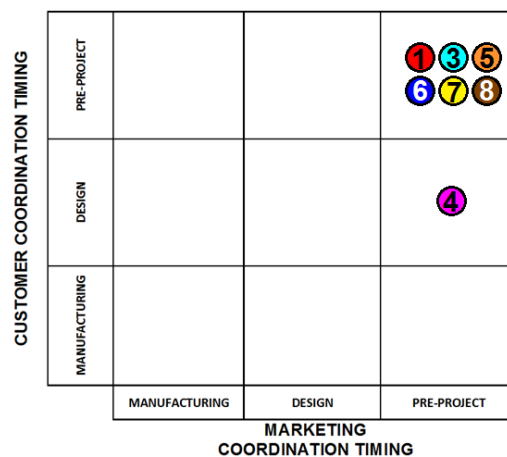 CUSTOMER COORDINATION TIMING
PRE-PROJECT
1 3 5
6 7 8
DESIGN
4
MANUFACTURING
MANUFACTURING DESIGN PRE-PROJECT
MARKETING
COORDINATION TIMING